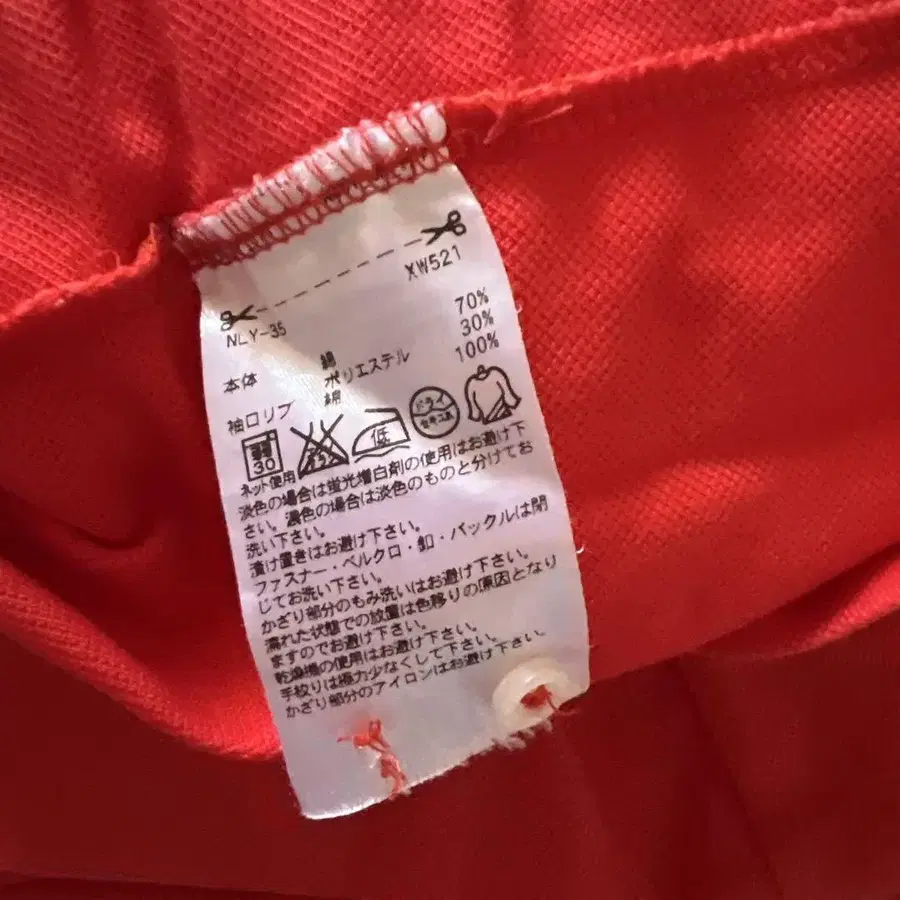 XW521
NLY-35
本体 綿 70%
ポリエステル 30%
袖口リブ 綿 100%
30
低
ドライ
セキユ系
ネット使用
淡色の場合は蛍光増白剤の使用はお避け下
さい。濃色の場合は淡色のものと分けてお
洗い下さい。
漬け置きはお避け下さい。
ファスナー・ベルクロ・釦・バックルは閉
じてお洗い下さい。
かざり部分のもみ洗いはお避け下さい。
濡れた状態での放置は色移りの原因となり
ますのでお避け下さい。
乾燥機の使用はお避け下さい。
手絞りは極力少なくして下さい。
かざり部分のアイロンはお避け下さい。